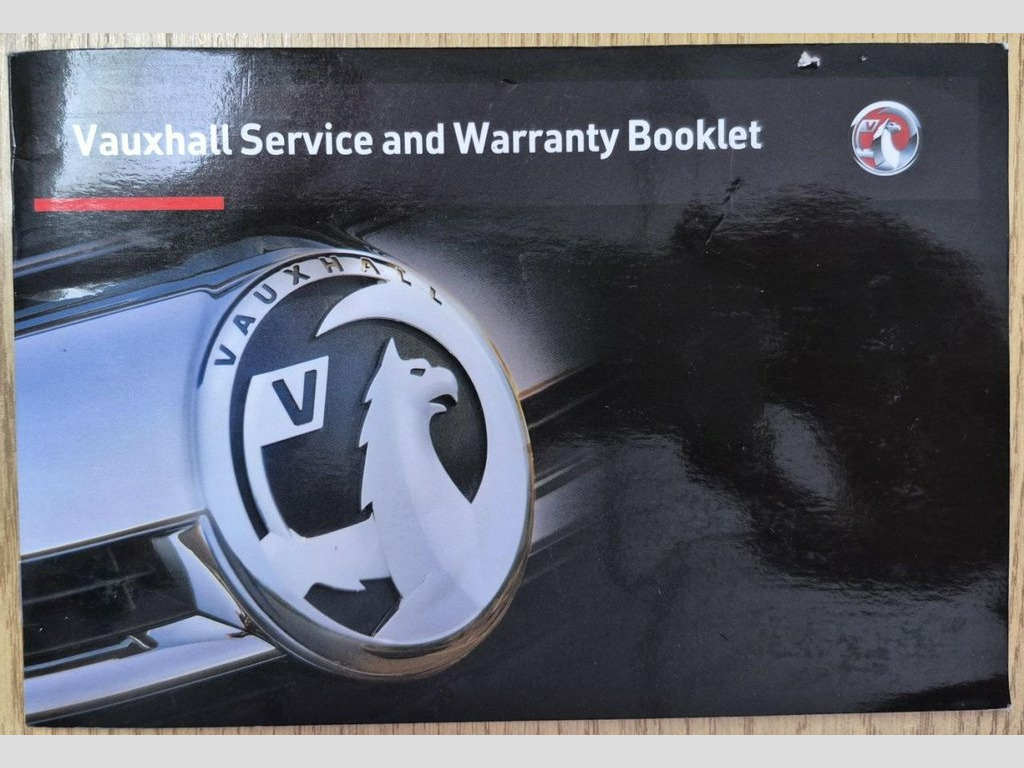 Vauxhall Service and Warranty Booklet
V
VAUXHALL
V